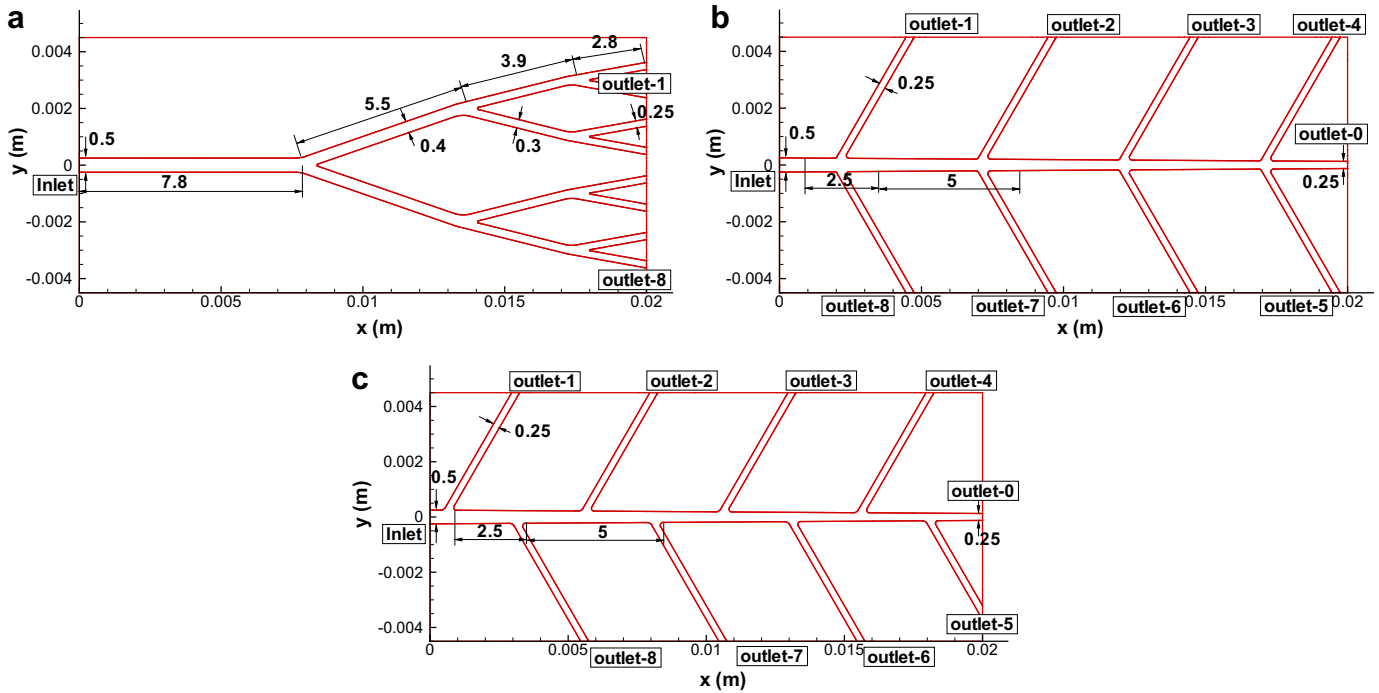 a
0.004
0.002
0
-0.002
-0.004
y (m)
0.5
Inlet
7.8
5.5
3.9
2.8
0.4
0.3
0.25
outlet-1
outlet-8
0
0.005
0.01
0.015
0.02
x (m)
b
outlet-1
outlet-2
outlet-3
outlet-4
0.004
0.002
0
-0.002
-0.004
y (m)
0.25
0.5
Inlet
2.5
5
outlet-0
0.25
outlet-8
outlet-7
outlet-6
outlet-5
0
0.005
0.01
0.015
0.02
x (m)
c
outlet-1
outlet-2
outlet-3
outlet-4
0.004
0.002
0
-0.002
-0.004
y (m)
0.25
0.5
Inlet
2.5
5
outlet-0
0.25
outlet-5
outlet-8
outlet-7
outlet-6
0
0.005
0.01
0.015
0.02
x (m)